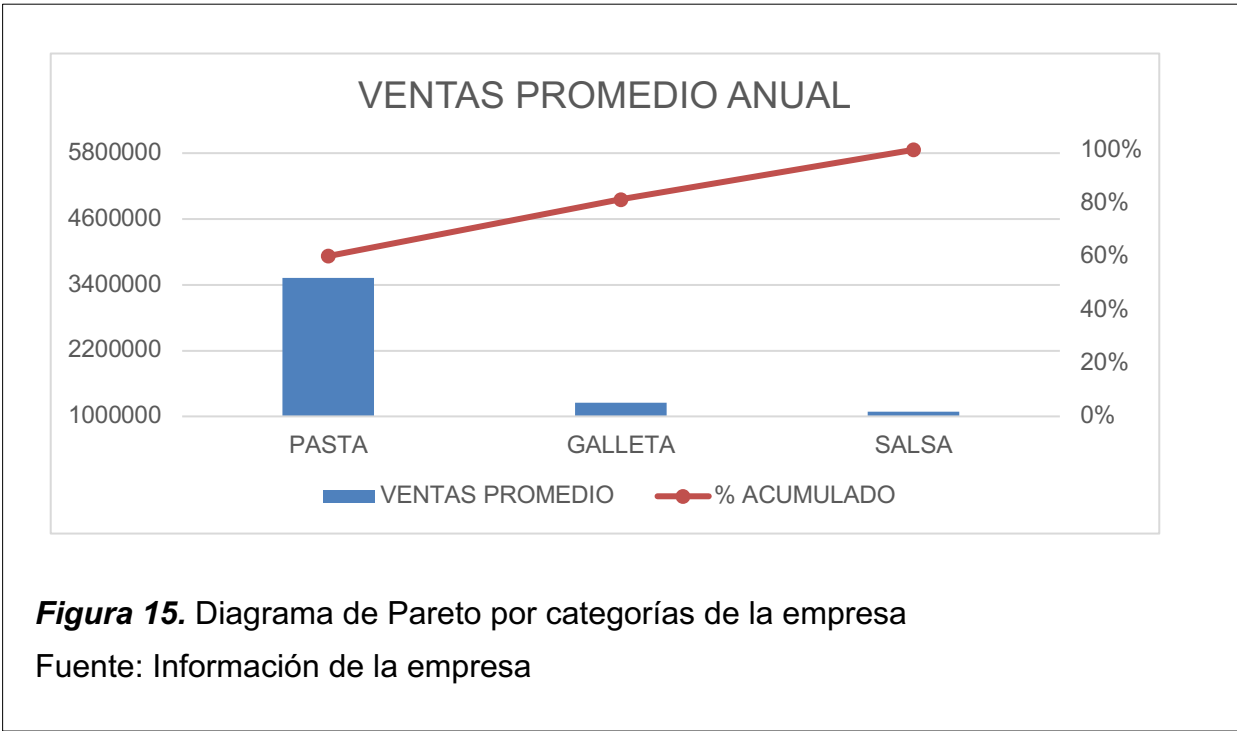 VENTAS PROMEDIO ANUAL
5800000
4600000
3400000
2200000
1000000
100%
80%
60%
40%
20%
0%
PASTA GALLETA SALSA
VENTAS PROMEDIO % ACUMULADO
Figura 15. Diagrama de Pareto por categorías de la empresa
Fuente: Información de la empresa